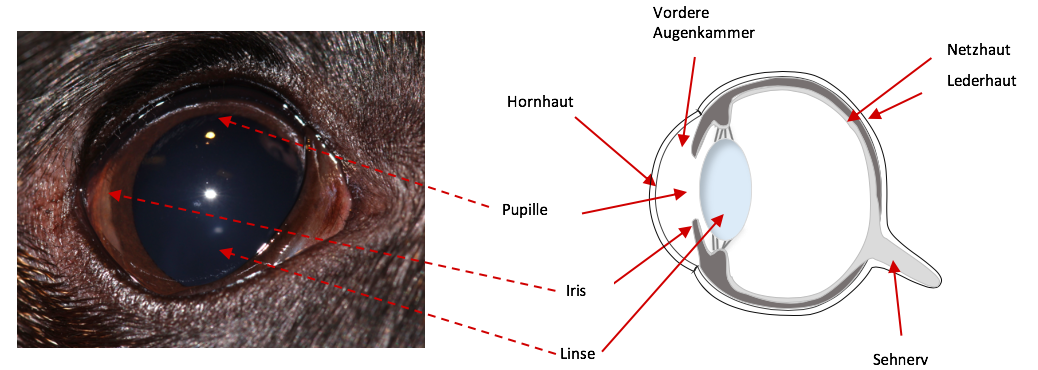 Vordere
Augenkammer
Netzhaut
Lederhaut
Hornhaut
Pupille
Iris
Linse
Sehnerv